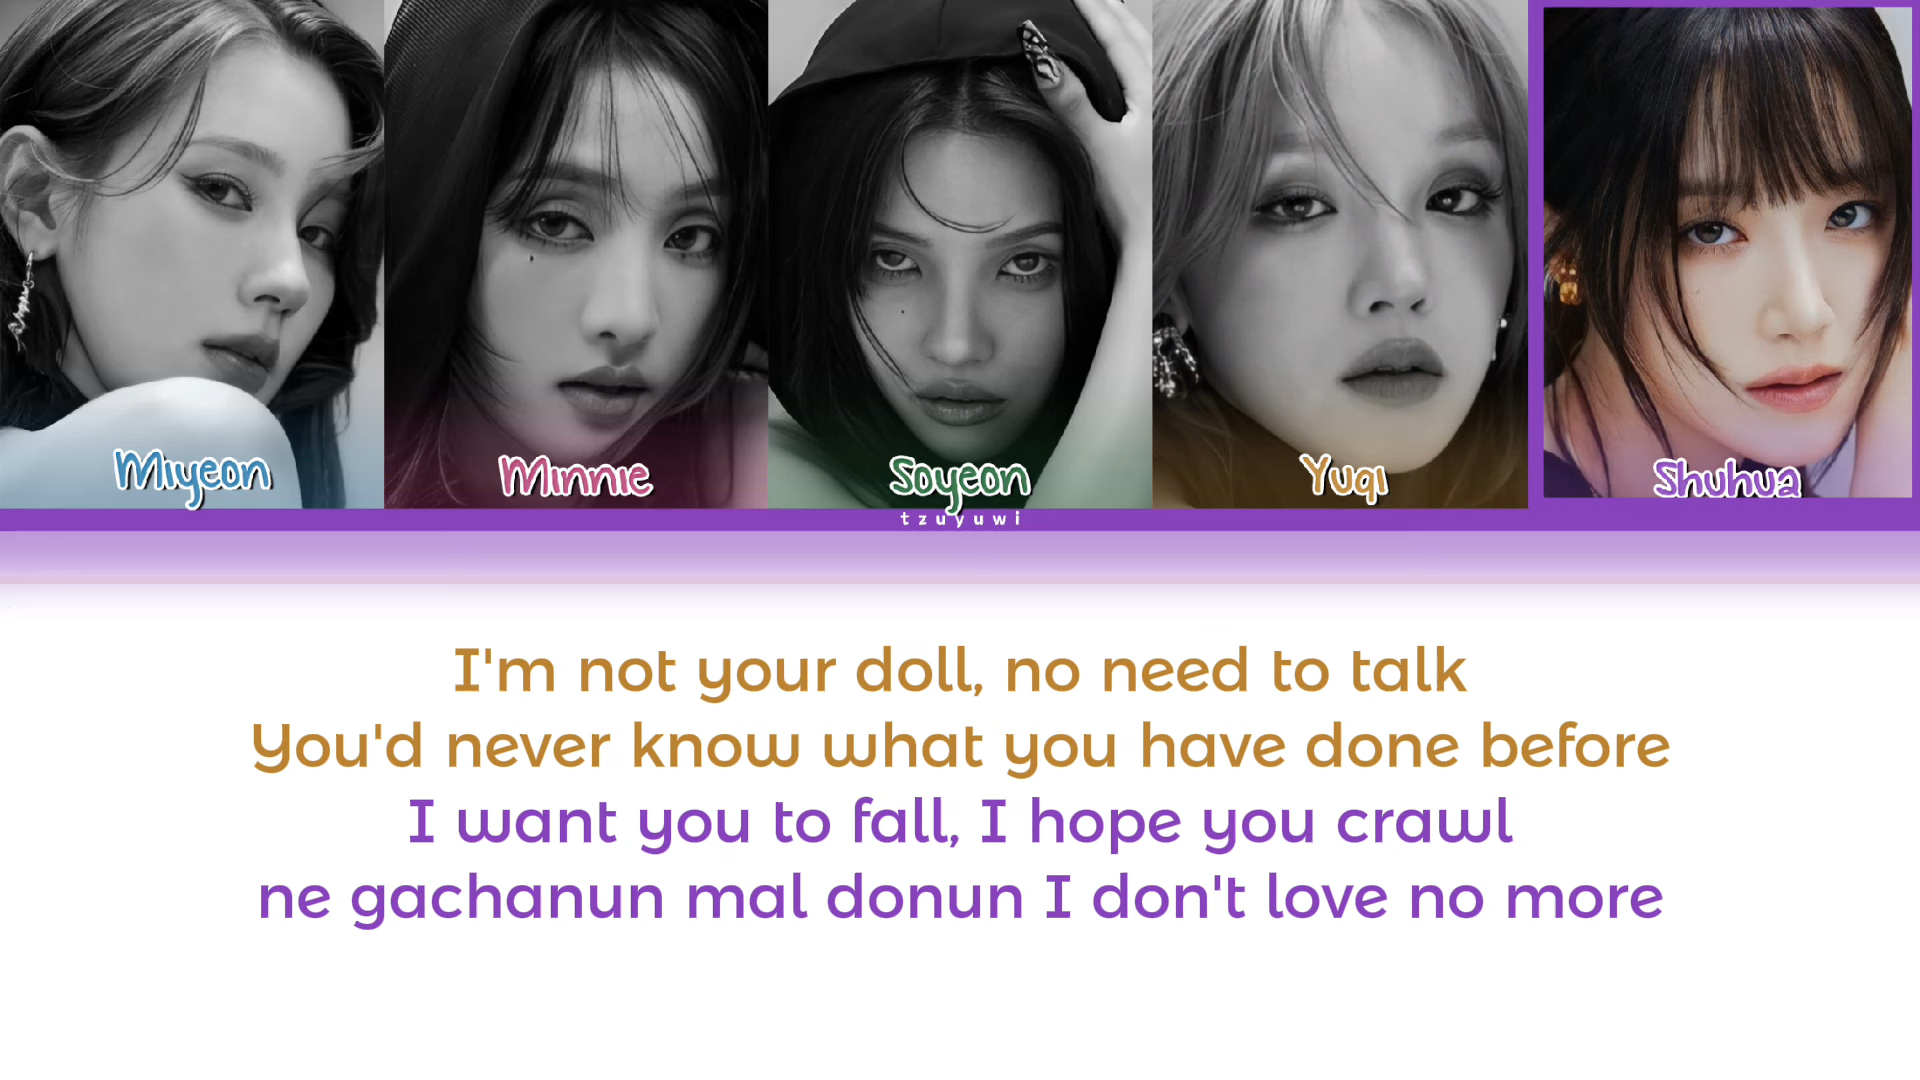 Miyeon
Minnie
Soyeon
Yuqi
Shuhua
tzuyuwi
I'm not your doll, no need to talk
You'd never know what you have done before
I want you to fall, I hope you crawl
ne gachanun mal donun I don't love no more